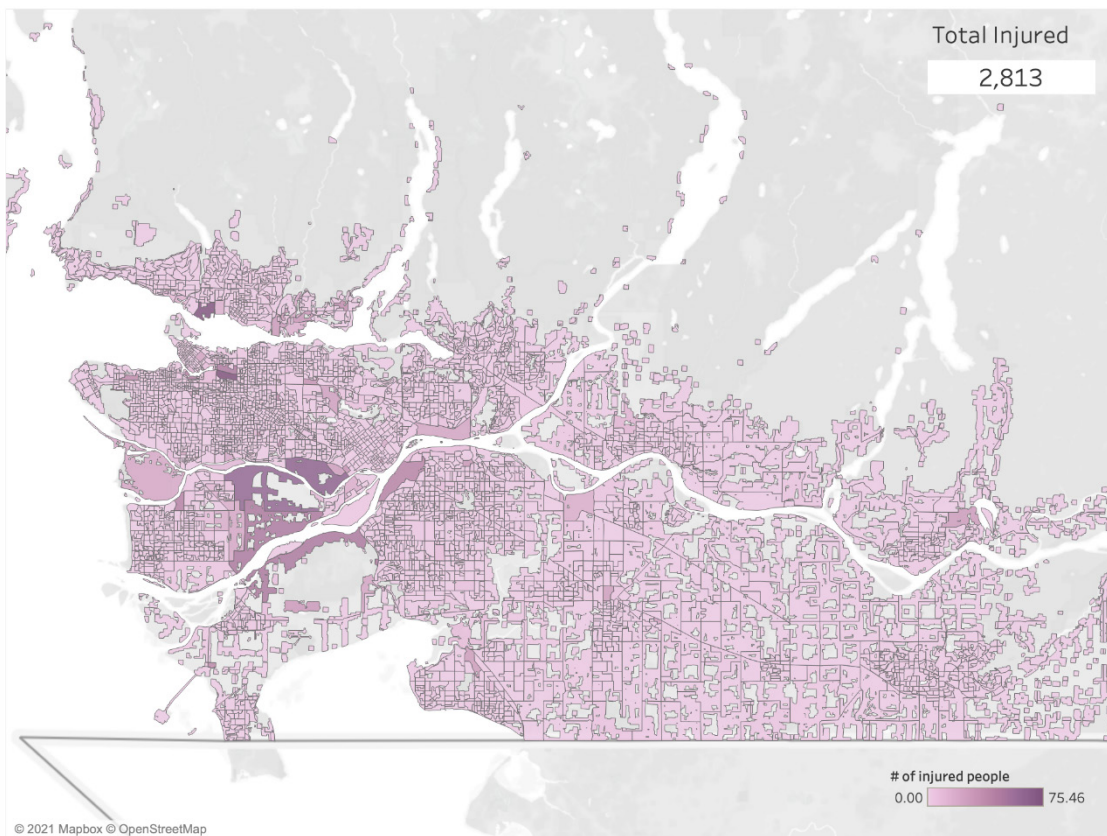 Total Injured
2,813
# of injured people
0.00 75.46
© 2021 Mapbox © OpenStreetMap